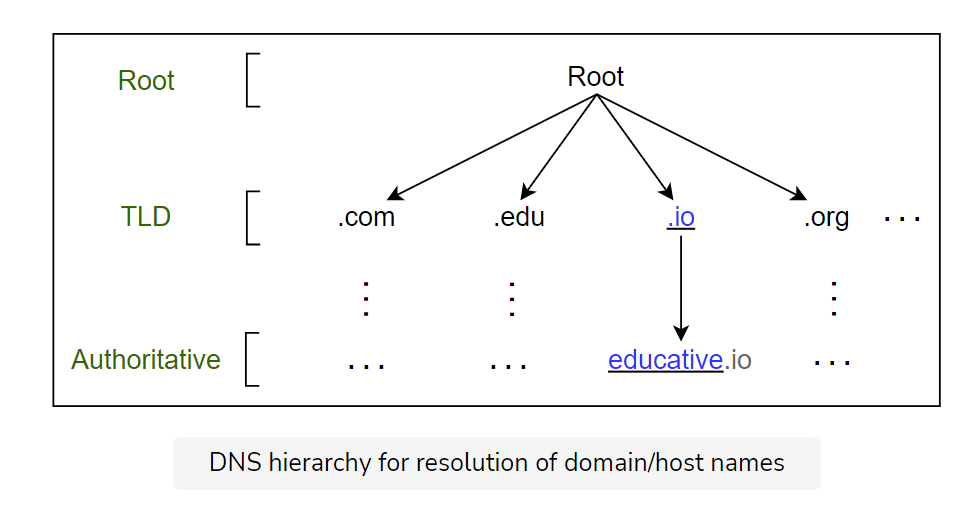 Root Root
TLD .com .edu .io .org ...
Authoritative ... ... educative.io ...
DNS hierarchy for resolution of domain/host names